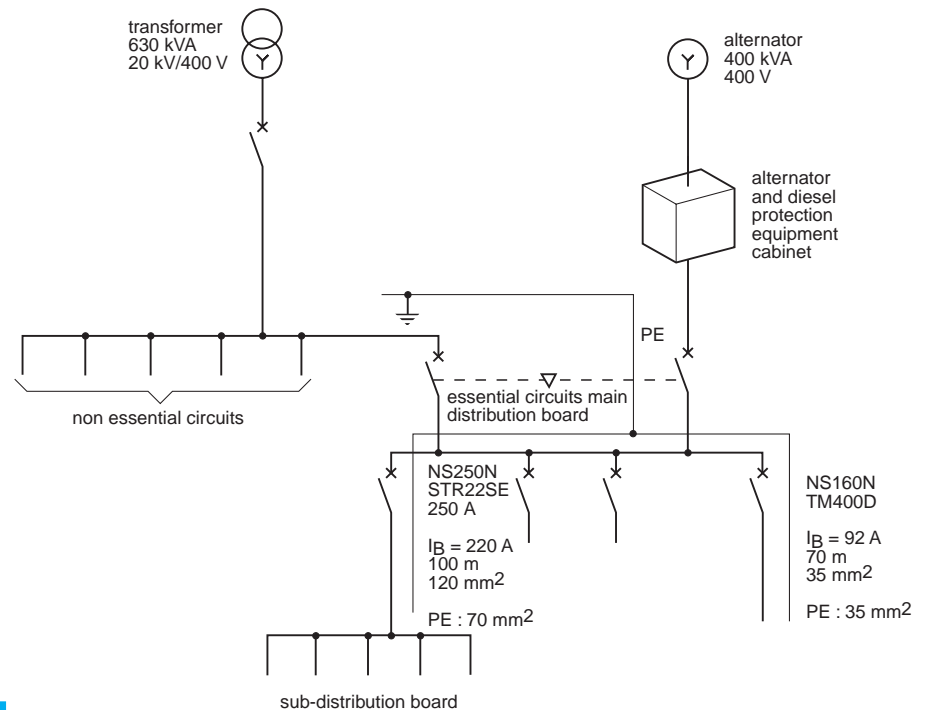 transformer
630 kVA
20 kV/400 V
Y
alternator
400 kVA
400 V
Y
alternator
and diesel
protection
equipment
cabinet
PE
essential circuits main
distribution board
non essential circuits
NS250N
STR22SE
250 A
IB = 220 A
100 m
120 mm2
PE : 70 mm2
NS160N
TM400D
IB = 92 A
70 m
35 mm2
PE : 35 mm2
sub-distribution board